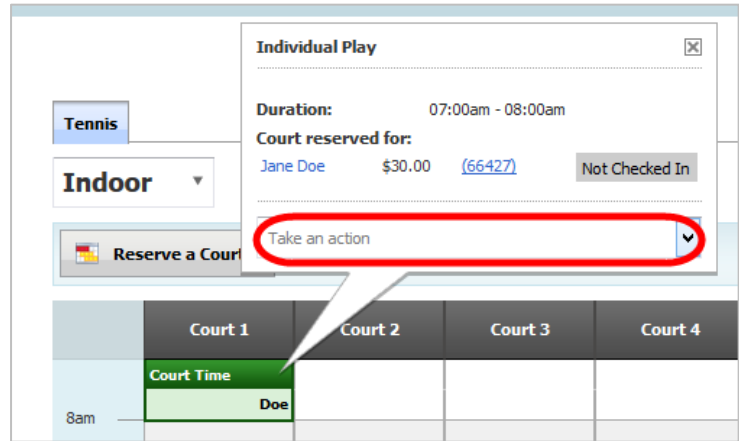 Individual Play
Duration: 07:00am - 08:00am
Court reserved for:
Jane Doe $30.00 (66427) Not Checked In
Take an action
Tennis
Indoor
Reserve a Court
Court 1 Court 2 Court 3 Court 4
Court Time
Doe
8am